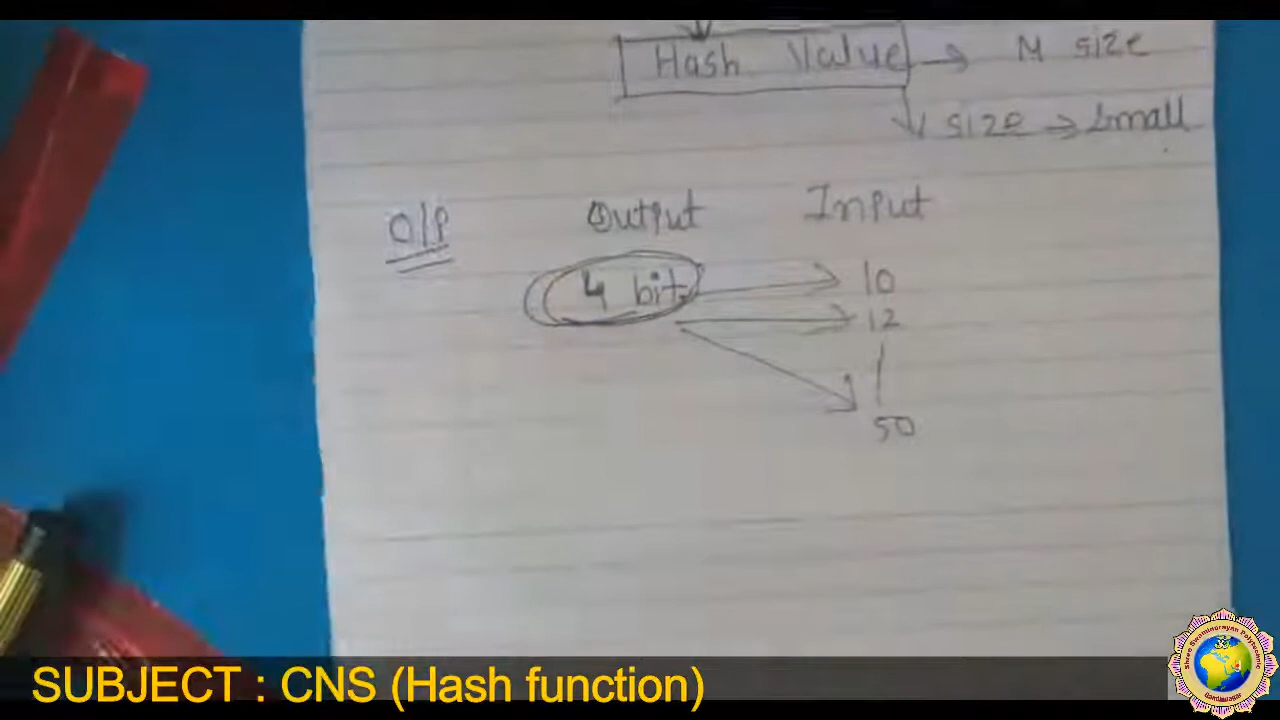 Hash Value → M size
size → small
O/P Output Input
4 bit 10
12
50
SUBJECT : CNS (Hash function)